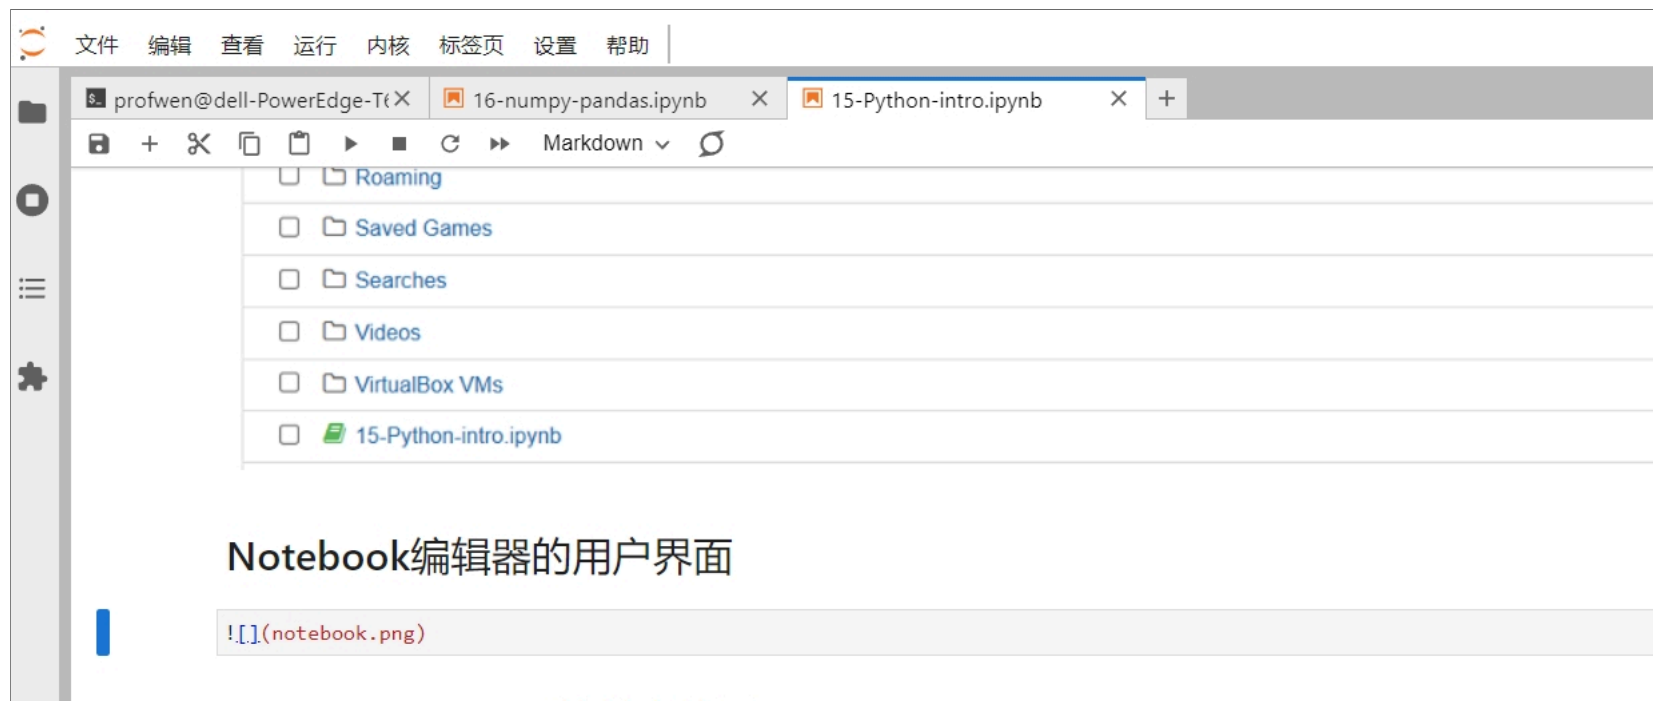 文件 编辑 查看 运行 内核 标签页 设置 帮助
profwen@dell-PowerEdge-T 16-numpy-pandas.ipynb 15-Python-intro.ipynb
Markdown
Roaming
Saved Games
Searches
Videos
VirtualBox VMs
15-Python-intro.ipynb
Notebook编辑器的用户界面
![](notebook.png)